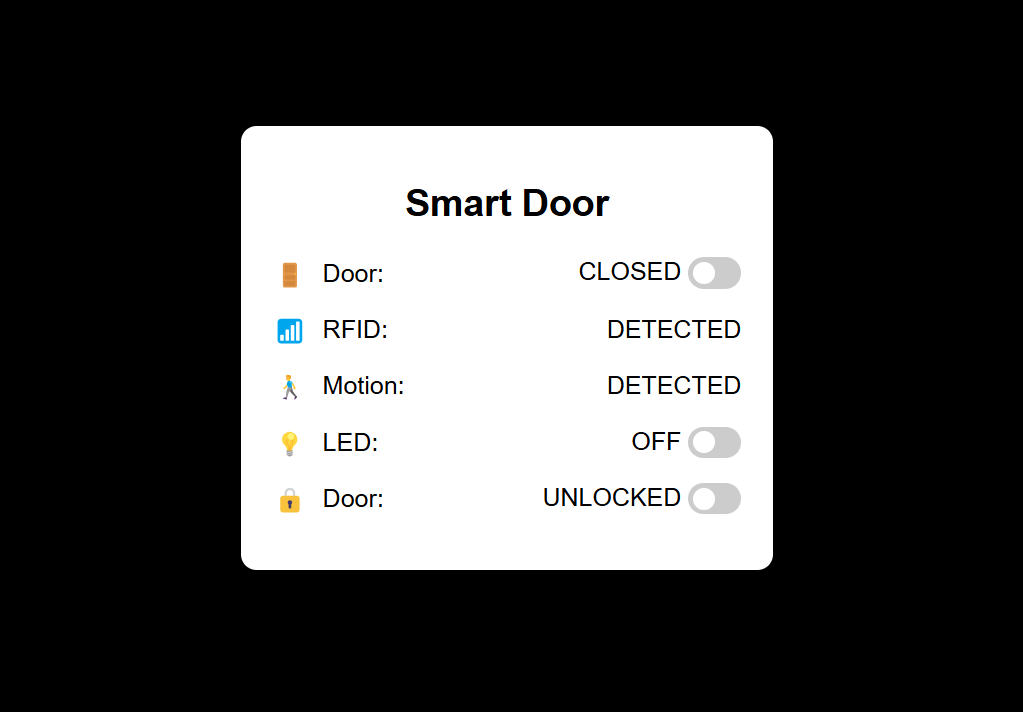 Smart Door
Door: CLOSED
RFID: DETECTED
Motion: DETECTED
LED: OFF
Door: UNLOCKED